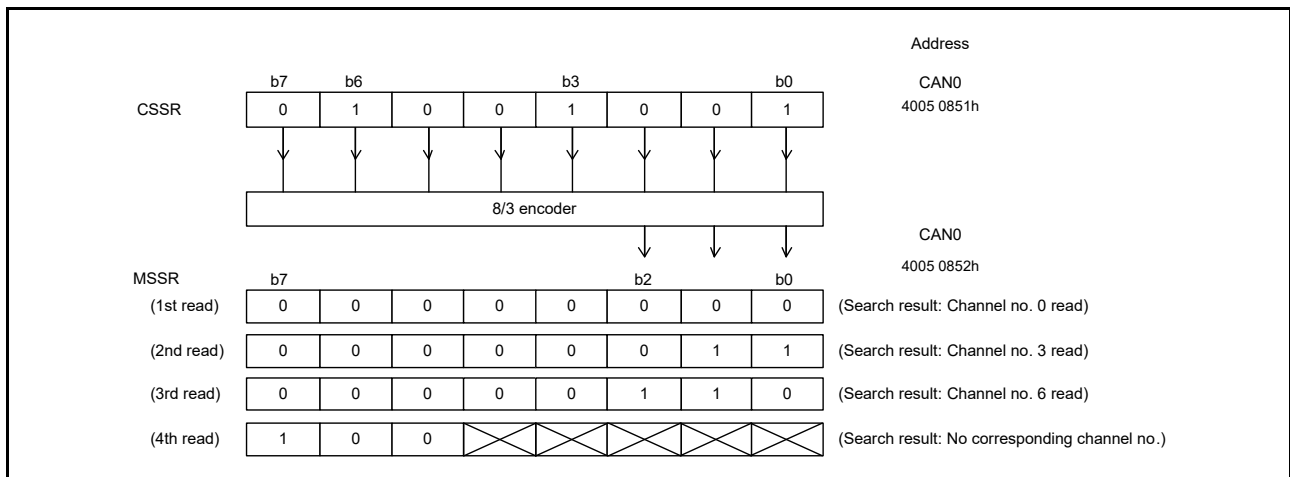 Address
b7 b6 b3 b0 CAN0
CSSR 0 1 0 0 1 0 0 1 4005 0851h
8/3 encoder
CAN0
4005 0852h
MSSR b7 b2 b0
(1st read) 0 0 0 0 0 0 0 0 (Search result: Channel no. 0 read)
(2nd read) 0 0 0 0 0 0 1 1 (Search result: Channel no. 3 read)
(3rd read) 0 0 0 0 0 1 1 0 (Search result: Channel no. 6 read)
(4th read) 1 0 0 (Search result: No corresponding channel no.)